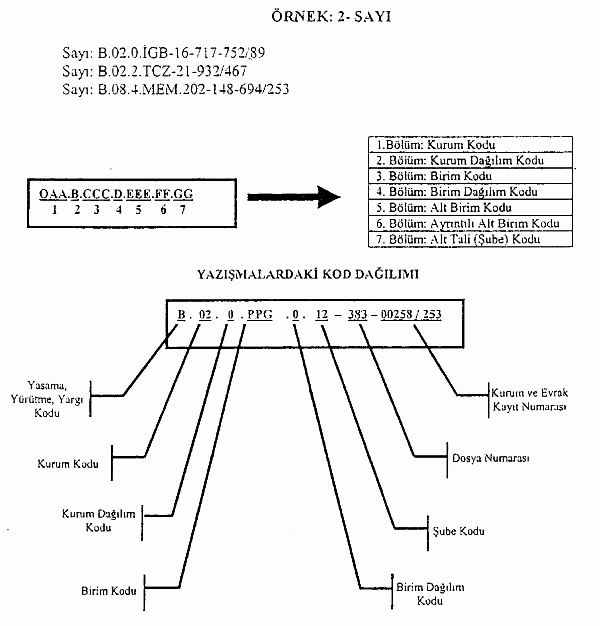 ÖRNEK: 2- SAYI
Sayı: B.02.0.İGB-16-717-752/89
Sayı: B.02.2.TCZ-21-932/467
Sayı: B.08.4.MEM.202-148-694/253
OAA.B.CCC.D.EEE.FF.GG
1 2 3 4 5 6 7
1.Bölüm: Kurum Kodu
2. Bölüm: Kurum Dağılım Kodu
3. Bölüm: Birim Kodu
4. Bölüm: Birim Dağılım Kodu
5. Bölüm: Alt Birim Kodu
6. Bölüm: Ayrıntılı Alt Birim Kodu
7. Bölüm: Alt Tali (Şube) Kodu
YAZIŞMALARDAKİ KOD DAĞILIMI
B . 02 . 0 . PPG . 0 . 12 – 383 – 00258 / 253
Yasama,
Yürütme, Yargı
Kodu
Kurum Kodu
Kurum Dağılım
Kodu
Birim Kodu
Kurum ve Evrak
Kayıt Numarası
Dosya Numarası
Şube Kodu
Birim Dağılım
Kodu